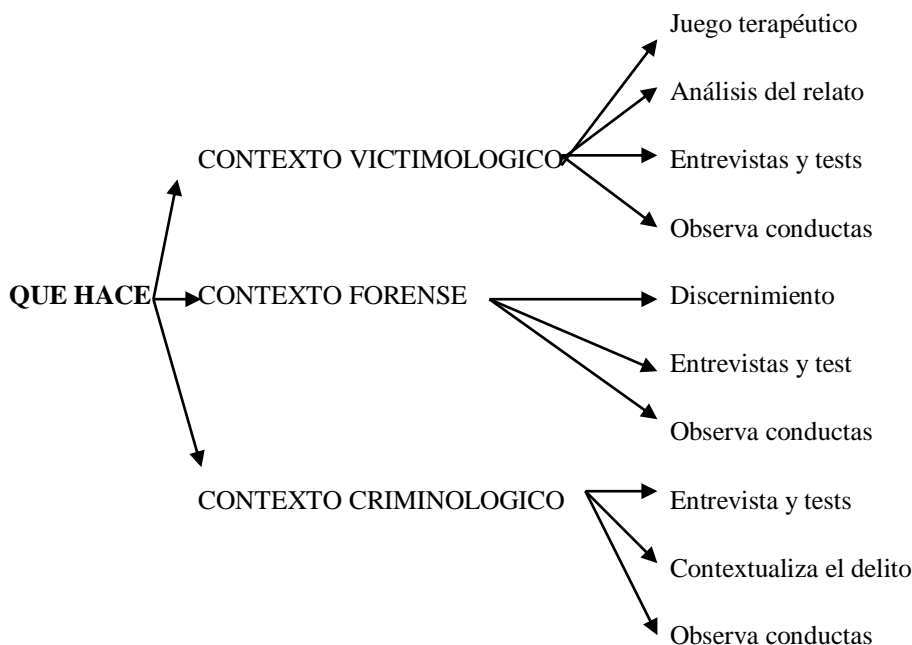 Juego terapéutico
Análisis del relato
CONTEXTO VICTIMOLOGICO
Entrevistas y tests
Observa conductas
QUE HACE
CONTEXTO FORENSE
Discernimiento
Entrevistas y test
Observa conductas
CONTEXTO CRIMINOLOGICO
Entrevista y tests
Contextualiza el delito
Observa conductas